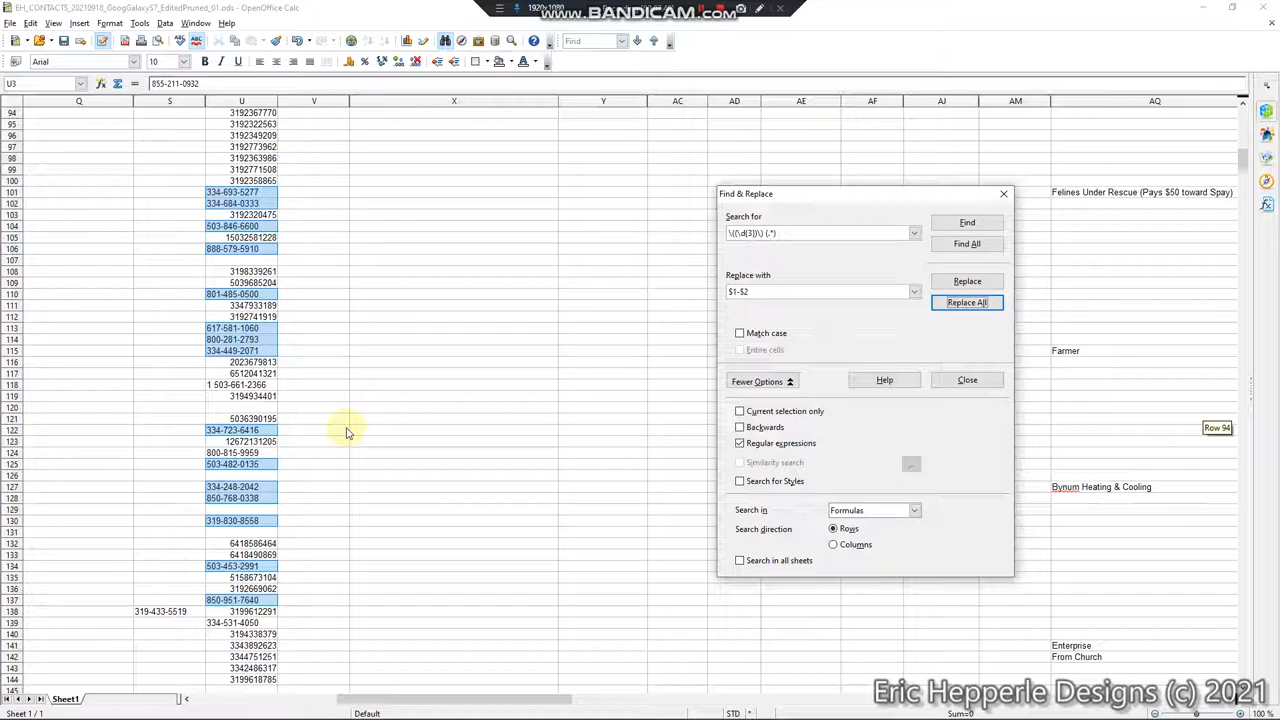 EH_CONTACTS_20210918_GoogGalaxyS7_EditedPruned_01.ods - OpenOffice Calc
1920×1080
www.BANDICAM.com
File Edit View Insert Format Tools Data Window Help
Find
Arial 10
U3 855-211-0932
Q S U V X Y AC AD AE AF AJ AM AQ
94 3192367770
95 3192322563
96 3192349209
97 3192773962
98 3192363986
99 3192771508
100 3192358865
101 334-693-5277 Felines Under Rescue (Pays $50 toward Spay)
102 334-684-0333
103 3192320475
104 503-846-6600
105 15032581228
106 888-579-5910
107
108 3198339261
109 5039685204
110 801-485-0500
111 3347933189
112 3192741919
113 617-581-1060
114 800-281-2793
115 334-449-2071 Farmer
116 2023679813
117 6512041321
118 1 503-661-2366
119 3194934401
120
121 5036390195
122 334-723-6416
123 12672131205
124 800-815-9959
125 503-482-0135
126
127 334-248-2042 Bynum Heating & Cooling
128 850-768-0338
129
130 319-830-8558
132 6418586464
133 6418490869
134 503-453-2991
135 5158673104
136 3192669062
137 850-951-7640
138 319-433-5519 3199612291
139 334-531-4050
140 3194338379
141 3343892623 Enterprise
142 3344751251 From Church
143 3342486317
144 3199618785
145
Find & Replace
Search for
\((\d{3})\) (.*)
Find
Find All
Replace with
$1-$2
Replace
Replace All
Match case
Entire cells
Fewer Options
Help
Close
Current selection only
Backwards
Regular expressions
Similarity search
Search for Styles
Search in Formulas
Search direction Rows
Columns
Search in all sheets
Row 94
Sheet1
Eric Hepperle Designs (c) 2021
Sheet 1 / 1 Default STD * Sum=0 100 %